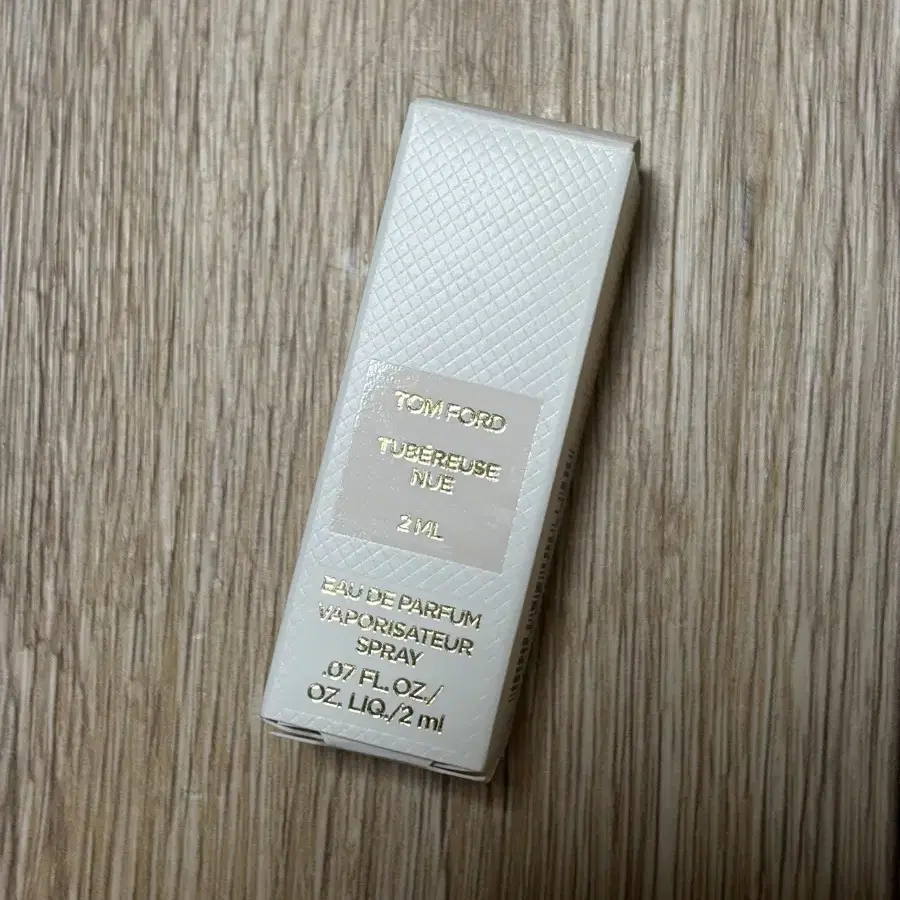 TOM FORD
TUBÉREUSE
NUE
2 ML
EAU DE PARFUM
VAPORISATEUR
SPRAY
.07 FL. OZ./
OZ. LIQ./2 ml